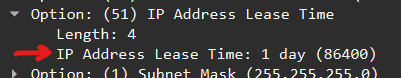 Option: (51) IP Address Lease Time
Length: 4
IP Address Lease Time: 1 day (86400)
Option: (1) Subnet Mask (255.255.255.0)